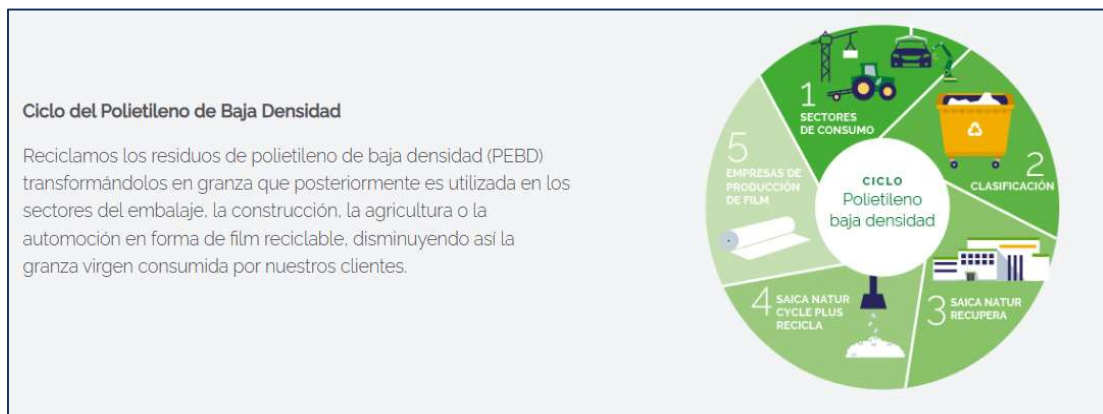 Ciclo del Polietileno de Baja Densidad
Reciclamos los residuos de polietileno de baja densidad (PEBD)
transformándolos en granza que posteriormente es utilizada en los
sectores del embalaje, la construcción, la agricultura o la
automoción en forma de film reciclable, disminuyendo así la
granza virgen consumida por nuestros clientes.
1
SECTORES
DE CONSUMO
2
CLASIFICACIÓN
3
SAICA NATUR
RECUPERA
4
SAICA NATUR
CYCLE PLUS
RECICLA
5
EMPRESAS DE
PRODUCCIÓN
DE FILM
CICLO
Polietileno
baja densidad